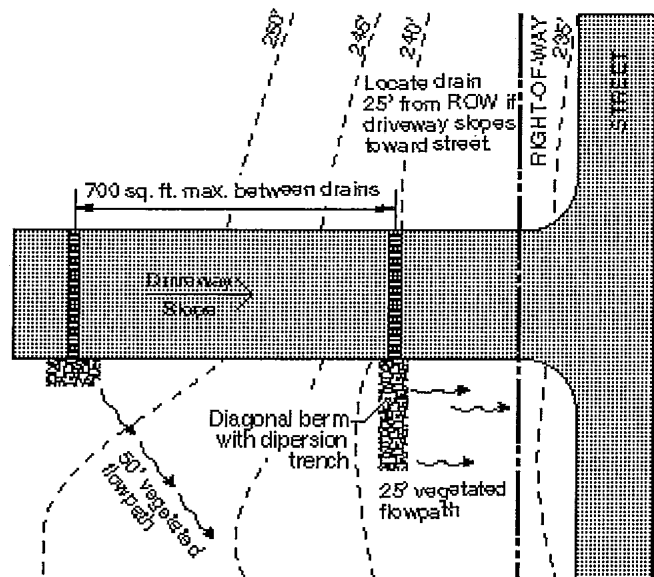 250'
245'
240'
235'
Locate drain
25' from ROW if
driveway slopes
toward street
RIGHT-OF-WAY
STREET
700 sq. ft. max. between drains
Driveway
Slope
Diagonal berm
with dipersion
trench
50' vegetated
flowpath
25' vegetated
flowpath